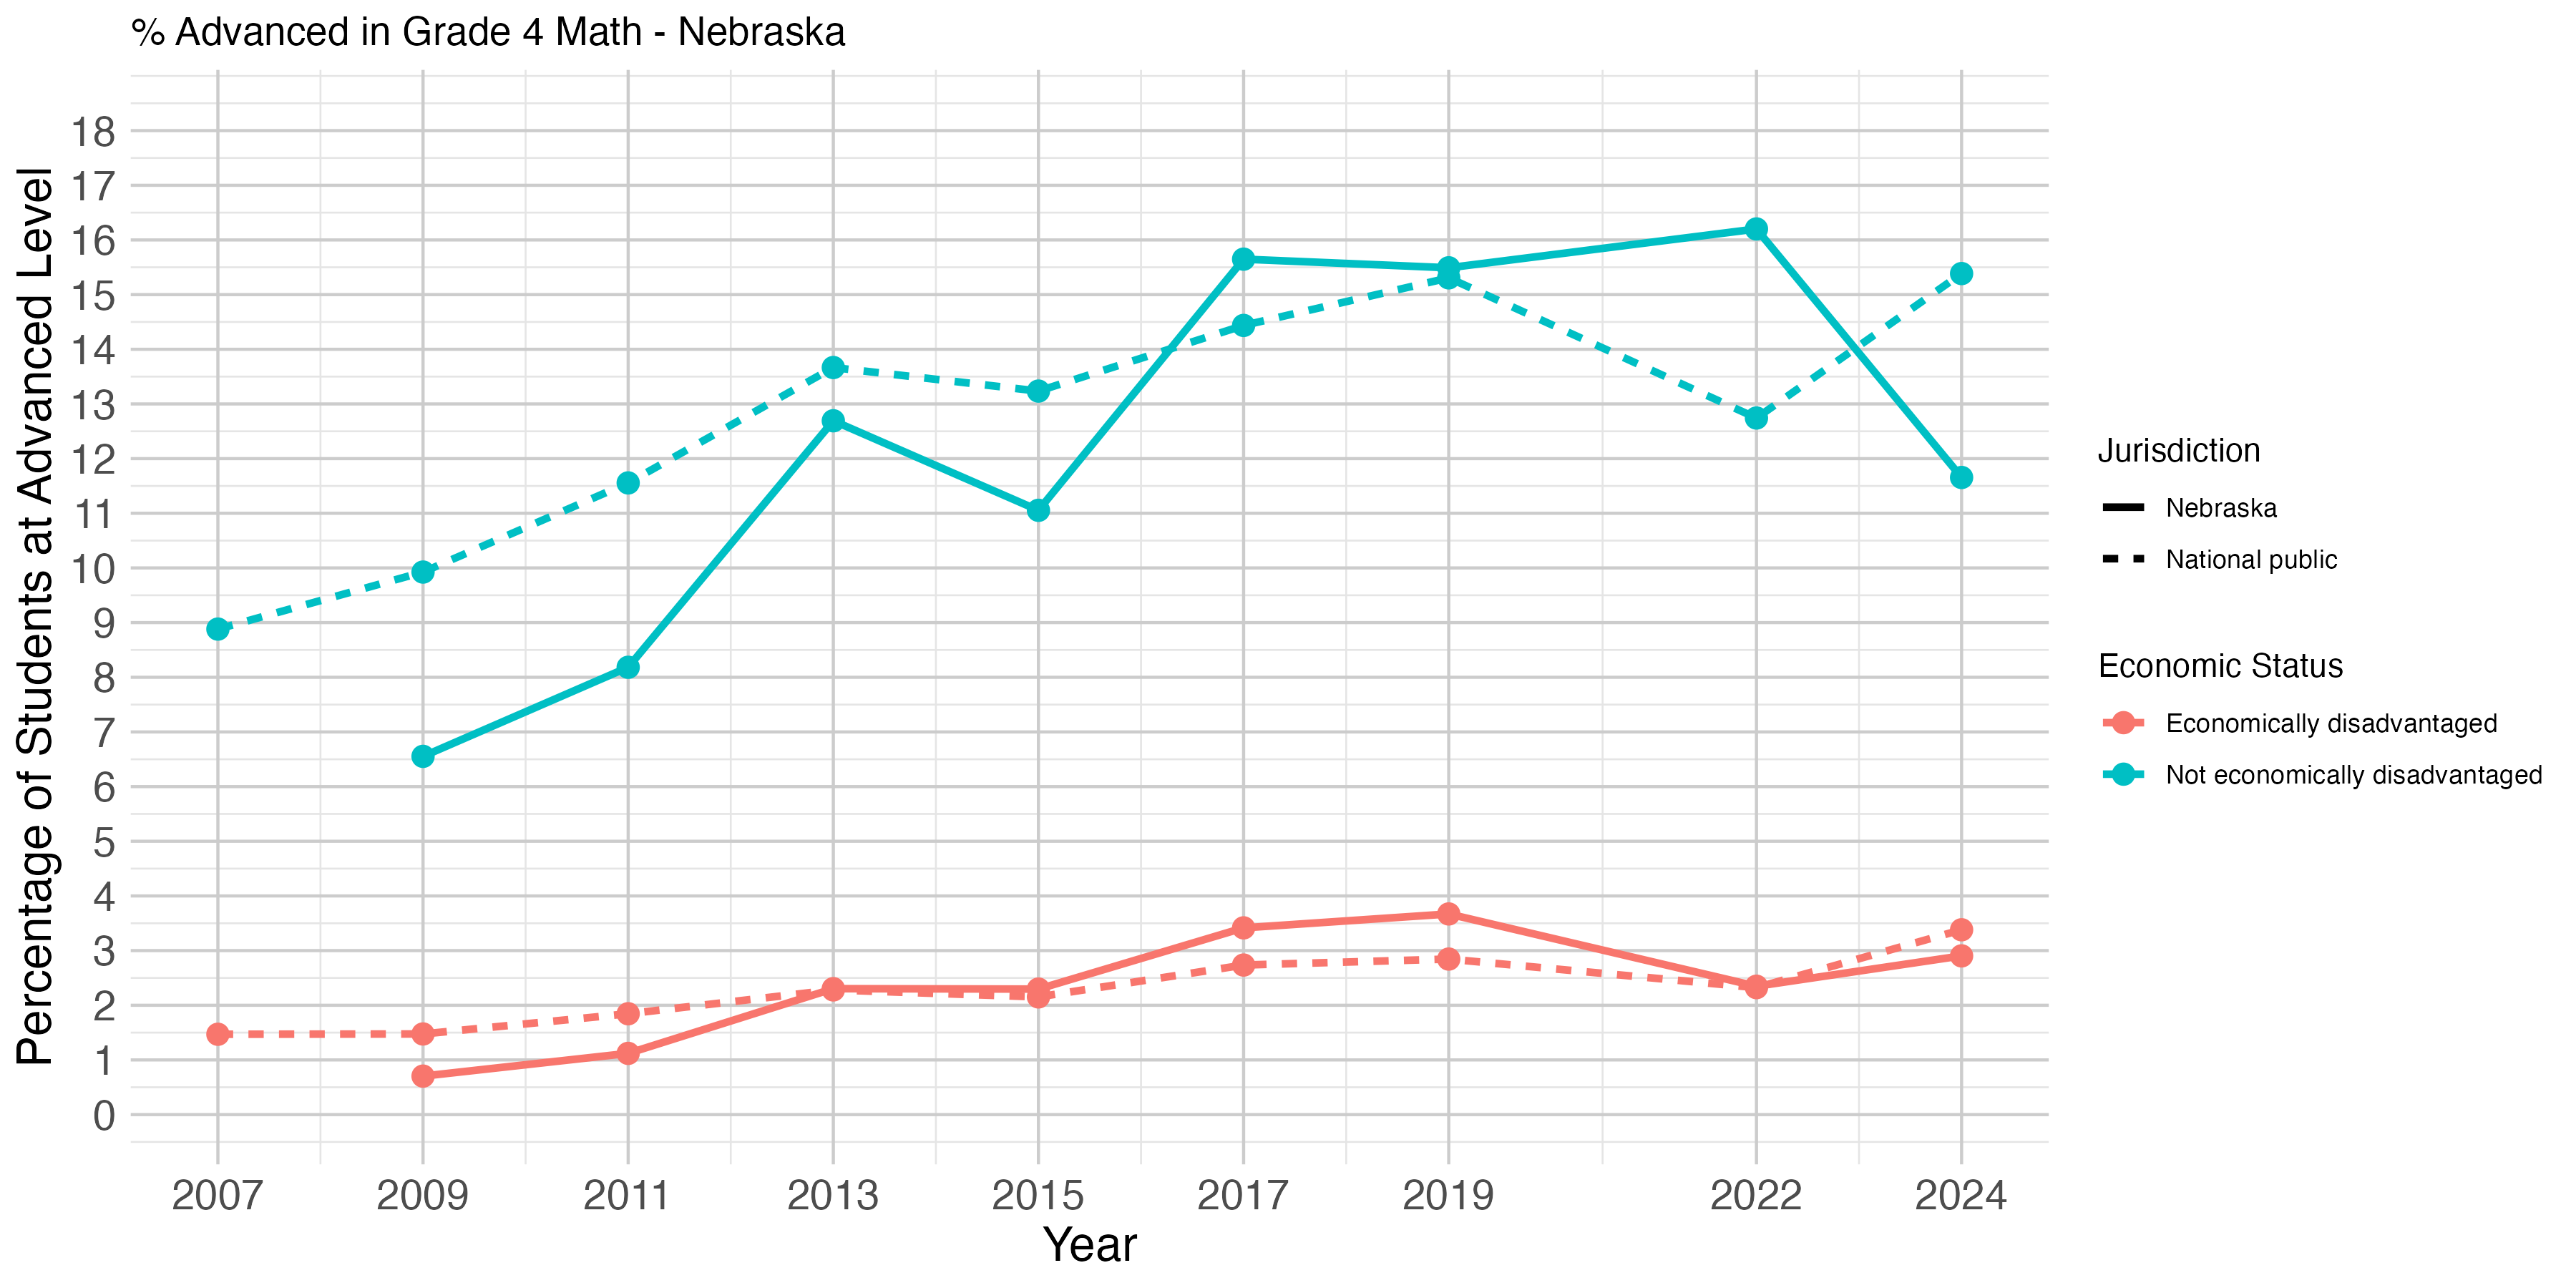 % Advanced in Grade 4 Math - Nebraska
Percentage of Students at Advanced Level
18
17
16
15
14
13
12
11
10
9
8
7
6
5
4
3
2
1
0
2007 2009 2011 2013 2015 2017 2019 2022 2024
Year
Jurisdiction
Nebraska
National public
Economic Status
Economically disadvantaged
Not economically disadvantaged